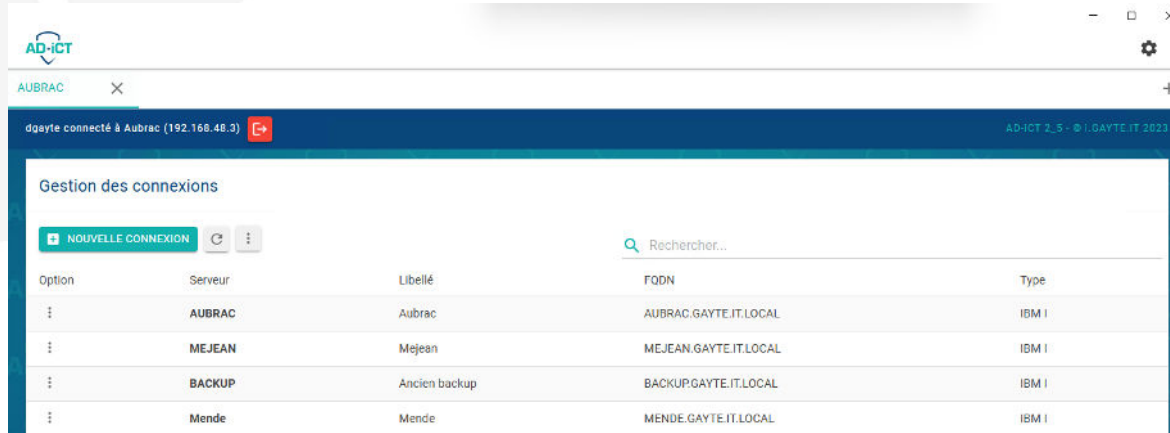 AD-iCT
AUBRAC
dgayte connecté à Aubrac (192.168.48.3)
AD-ICT 2_5 - © I.GAYTE.IT 2023
Gestion des connexions
NOUVELLE CONNEXION
Rechercher...
Option Serveur Libellé FQDN Type
AUBRAC Aubrac AUBRAC.GAYTE.IT.LOCAL IBM I
MEJEAN Mejean MEJEAN.GAYTE.IT.LOCAL IBM I
BACKUP Ancien backup BACKUP.GAYTE.IT.LOCAL IBM I
Mende Mende MENDE.GAYTE.IT.LOCAL IBM I